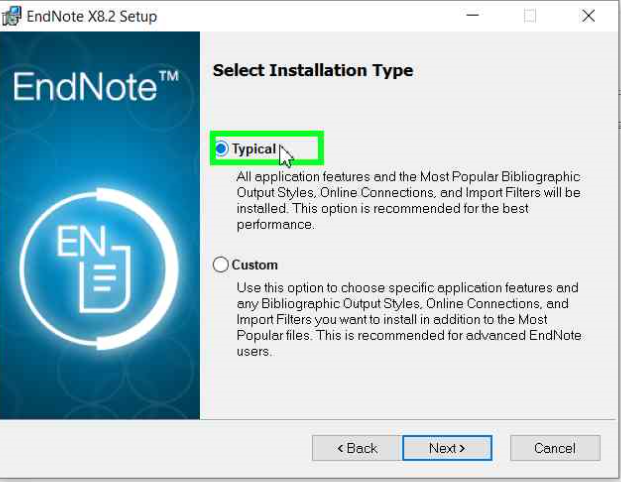 EndNote X8.2 Setup
EndNote™
Select Installation Type
Typical
All application features and the Most Popular Bibliographic
Output Styles, Online Connections, and Import Filters will be
installed. This option is recommended for the best
performance.
EN
Custom
Use this option to choose specific application features and
any Bibliographic Output Styles, Online Connections, and
Import Filters you want to install in addition to the Most
Popular files. This is recommended for advanced EndNote
users.
< Back
Next >
Cancel